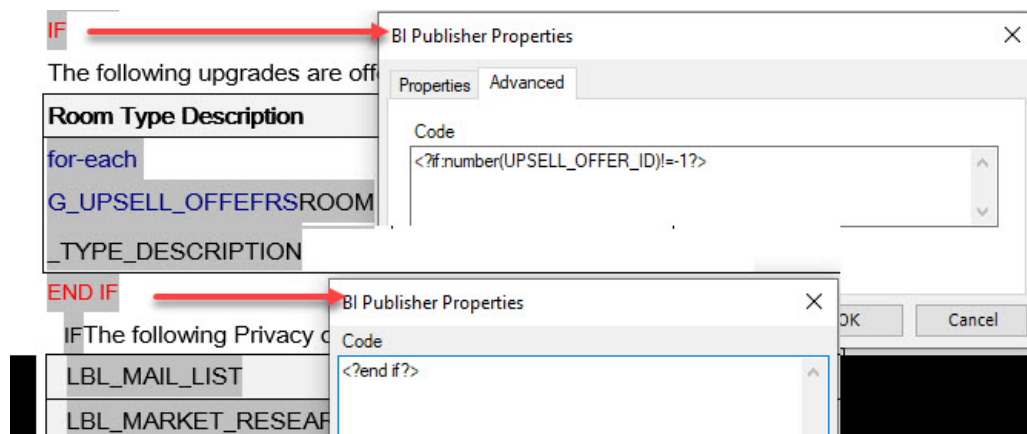 IF
BI Publisher Properties
The following upgrades are
Properties Advanced
Room Type Description
Code
for-each
<?if:number(UPSELL_OFFER_ID)!=-1?>
G_UPSELL_OFFEFRSROOM
_TYPE_DESCRIPTION
END IF
BI Publisher Properties
OK Cancel
IFThe following Privacy
Code
LBL_MAIL_LIST
<?end if?>
LBL_MARKET_RESEAR